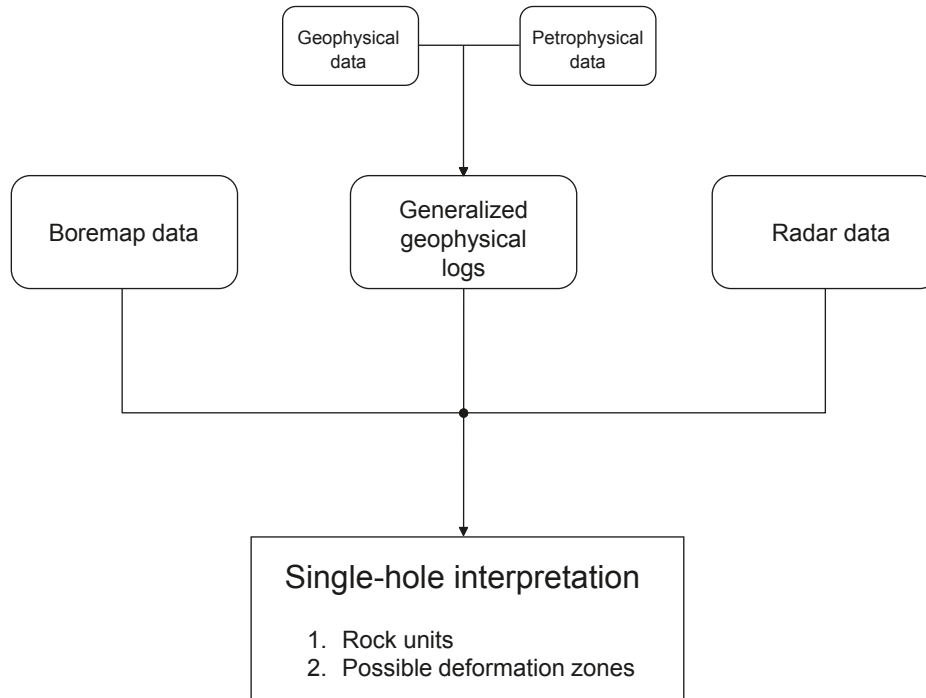 Geophysical
data
Petrophysical
data
Boremap data
Generalized
geophysical
logs
Radar data
Single-hole interpretation
1. Rock units
2. Possible deformation zones